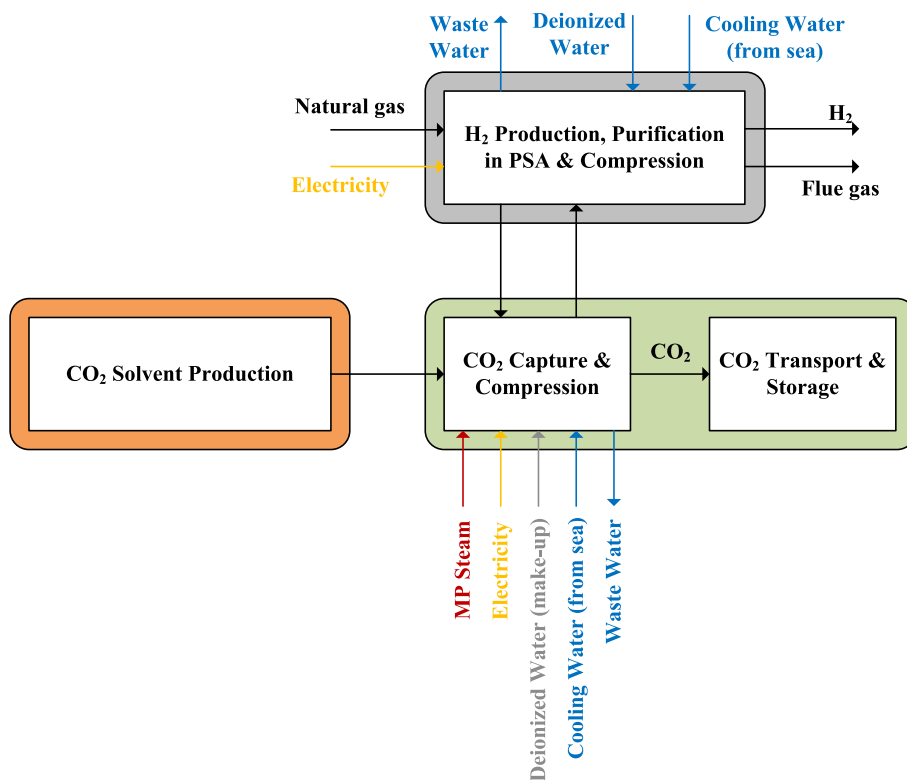 Waste
Water
Deionized
Water
Cooling Water
(from sea)
Natural gas
Electricity
H₂ Production, Purification
in PSA & Compression
H₂
Flue gas
CO₂ Solvent Production
CO₂ Capture &
Compression
CO₂
CO₂ Transport &
Storage
MP Steam
Electricity
Deionized Water (make-up)
Cooling Water (from sea)
Waste Water